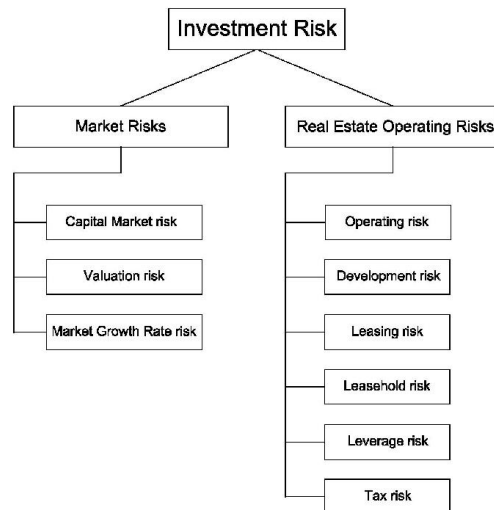 Investment Risk
Market Risks
Real Estate Operating Risks
Capital Market risk
Valuation risk
Market Growth Rate risk
Operating risk
Development risk
Leasing risk
Leasehold risk
Leverage risk
Tax risk